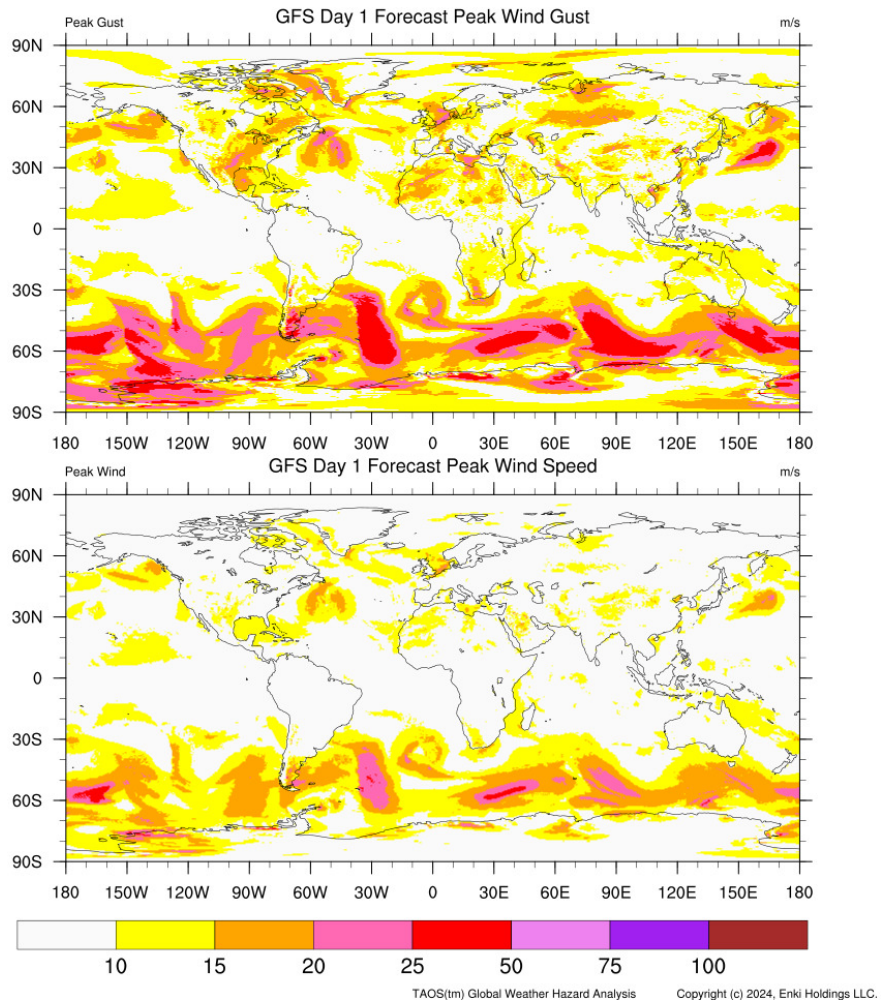 GFS Day 1 Forecast Peak Wind Gust
Peak Gust m/s
90N
60N
30N
0
30S
60S
90S
180 150W 120W 90W 60W 30W 0 30E 60E 90E 120E 150E 180
GFS Day 1 Forecast Peak Wind Speed
Peak Wind m/s
90N
60N
30N
0
30S
60S
90S
180 150W 120W 90W 60W 30W 0 30E 60E 90E 120E 150E 180
10 15 20 25 50 75 100
TAOS(tm) Global Weather Hazard Analysis Copyright (c) 2024, Enki Holdings LLC.